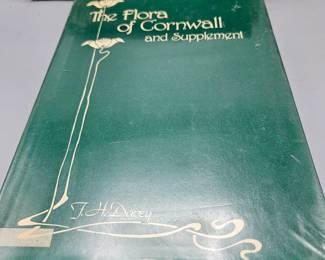 The Flora
of Cornwall
and Supplement
F. H. Davey